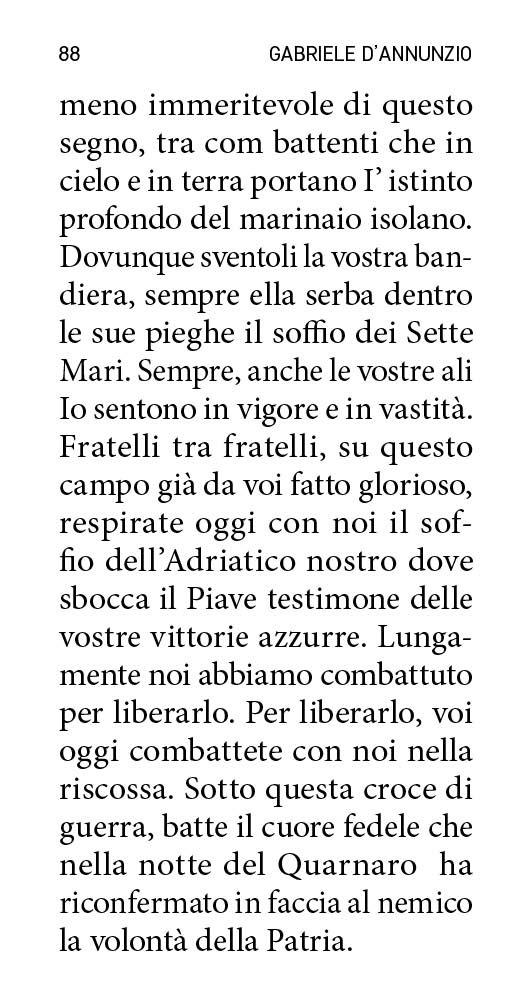 88 GABRIELE D’ANNUNZIO
meno immeritevole di questo
segno, tra com battenti che in
cielo e in terra portano I’ istinto
profondo del marinaio isolano.
Dovunque sventoli la vostra ban-
diera, sempre ella serba dentro
le sue pieghe il soffio dei Sette
Mari. Sempre, anche le vostre ali
Io sentono in vigore e in vastità.
Fratelli tra fratelli, su questo
campo già da voi fatto glorioso,
respirate oggi con noi il sof-
fio dell’Adriatico nostro dove
sbocca il Piave testimone delle
vostre vittorie azzurre. Lunga-
mente noi abbiamo combattuto
per liberarlo. Per liberarlo, voi
oggi combattete con noi nella
riscossa. Sotto questa croce di
guerra, batte il cuore fedele che
nella notte del Quarnaro  ha
riconfermato in faccia al nemico
la volontà della Patria.